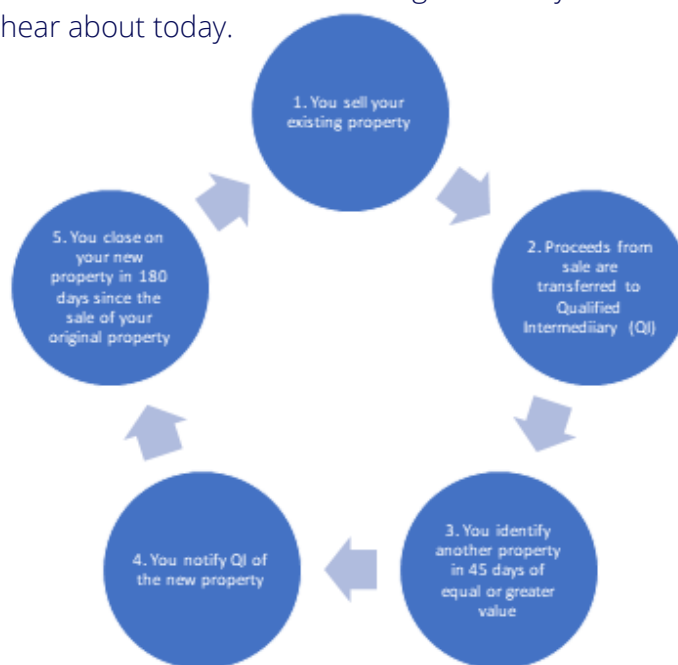 hear about today.
1. You sell your
existing property
2. Proceeds from
sale are
transferred to
Qualified
Intermediiary (QI)
3. You identify
another property
in 45 days of
equal or greater
value
4. You notify QI of
the new property
5. You close on
your new
property in 180
days since the
sale of your
original property